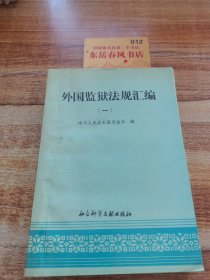 012
东岳春风书店
外国监狱法规汇编
(一)
中华人民共和国司法部 编
社会科学文献出版社